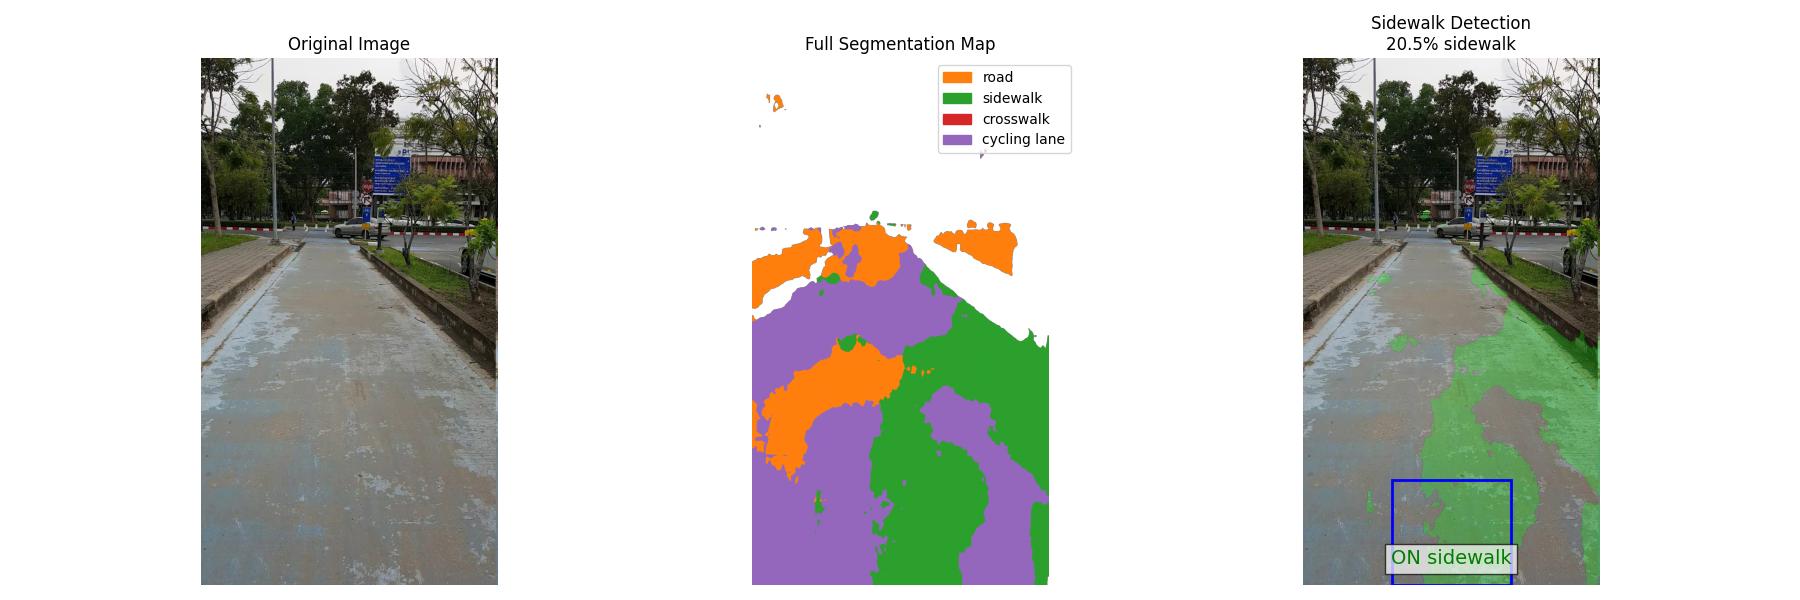 Original Image
Full Segmentation Map
road
sidewalk
crosswalk
cycling lane
Sidewalk Detection
20.5% sidewalk
ON sidewalk